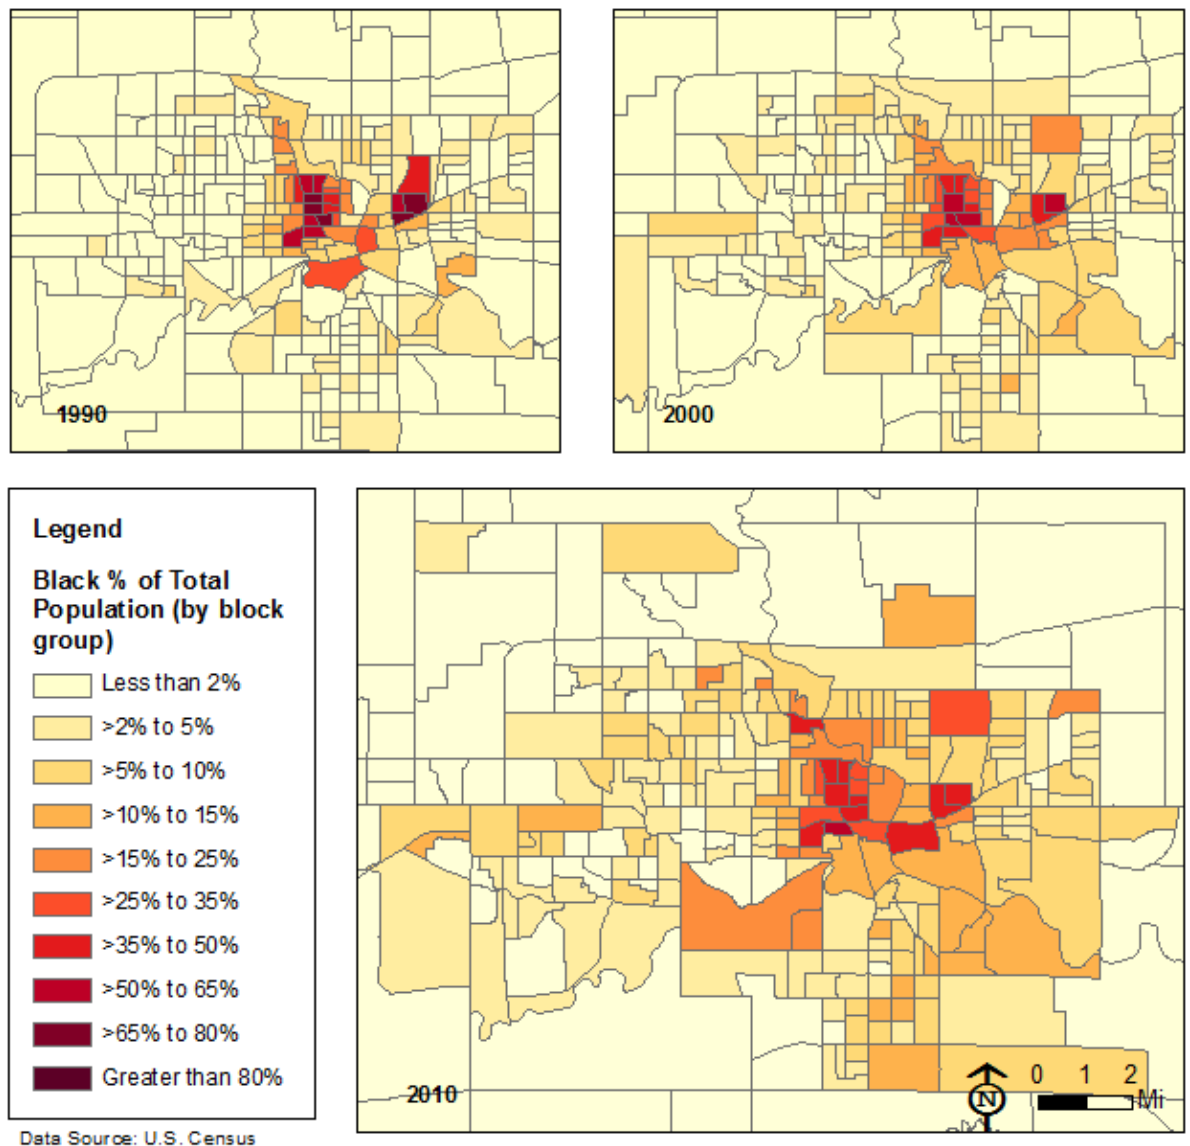 1990
2000
Legend
Black % of Total
Population (by block
group)
Less than 2%
>2% to 5%
>5% to 10%
>10% to 15%
>15% to 25%
>25% to 35%
>35% to 50%
>50% to 65%
>65% to 80%
Greater than 80%
Data Source: U.S. Census
2010
N
0 1 2
Mi